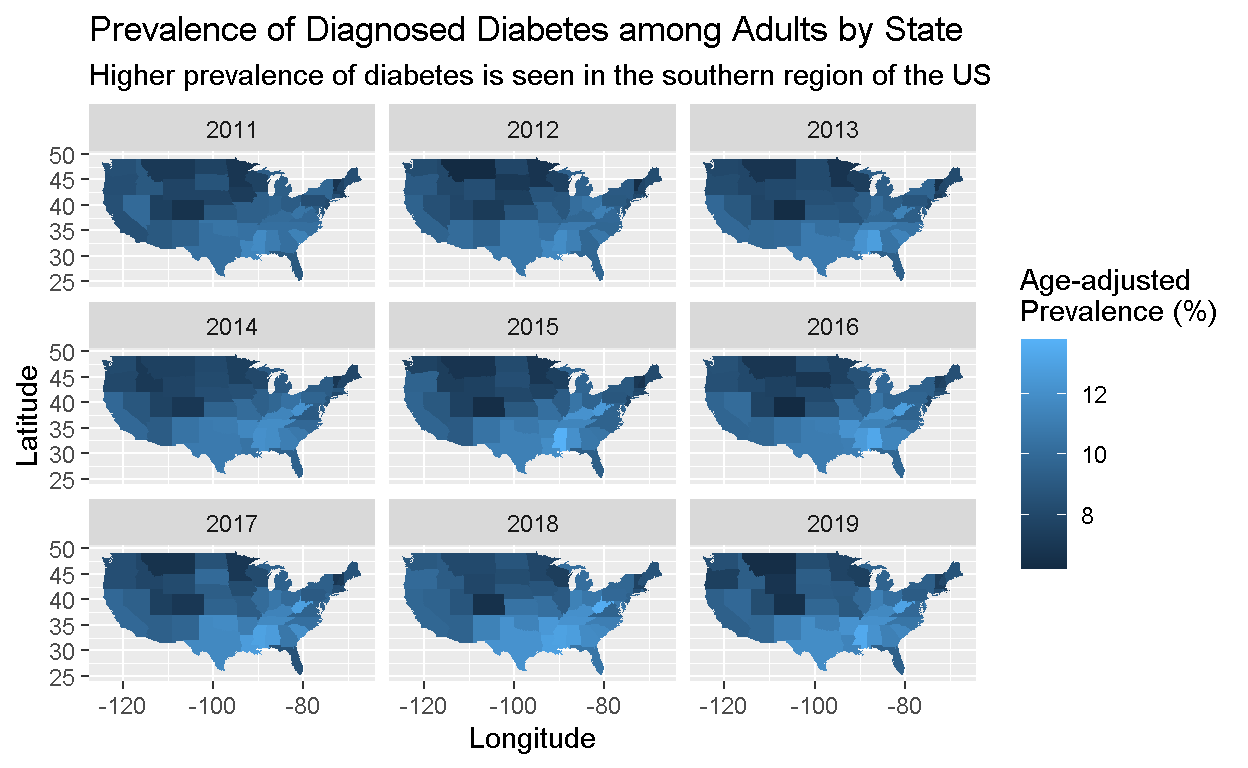 Prevalence of Diagnosed Diabetes among Adults by State
Higher prevalence of diabetes is seen in the southern region of the US
2011 2012 2013
50
45
40
35
30
25
2014 2015 2016
50
45
40
35
30
25
2017 2018 2019
50
45
40
35
30
25
-120 -100 -80 -120 -100 -80 -120 -100 -80
Latitude
Longitude
Age-adjusted
Prevalence (%)
12
10
8